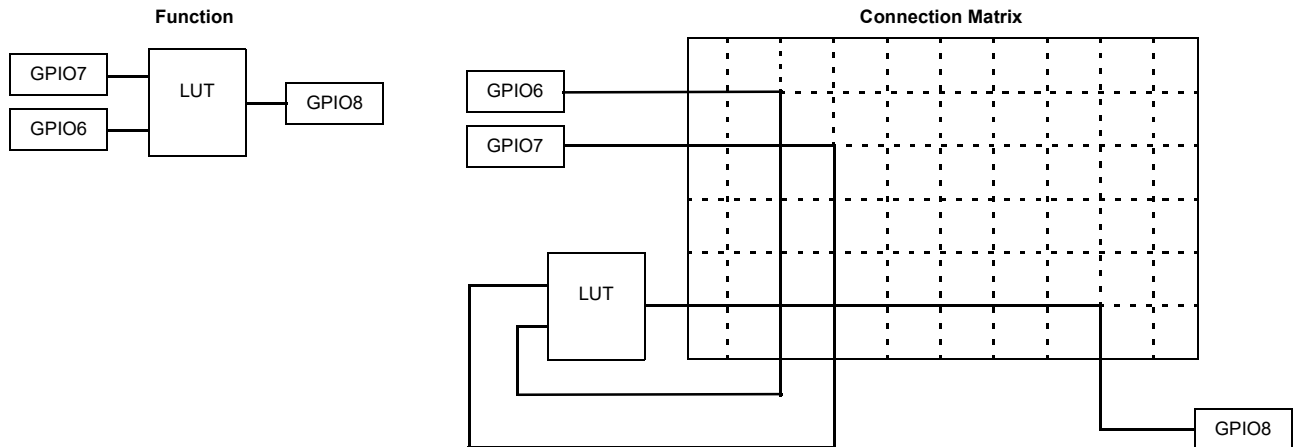 Function
GPIO7
GPIO6
LUT
GPIO8
Connection Matrix
GPIO6
GPIO7
LUT
GPIO8